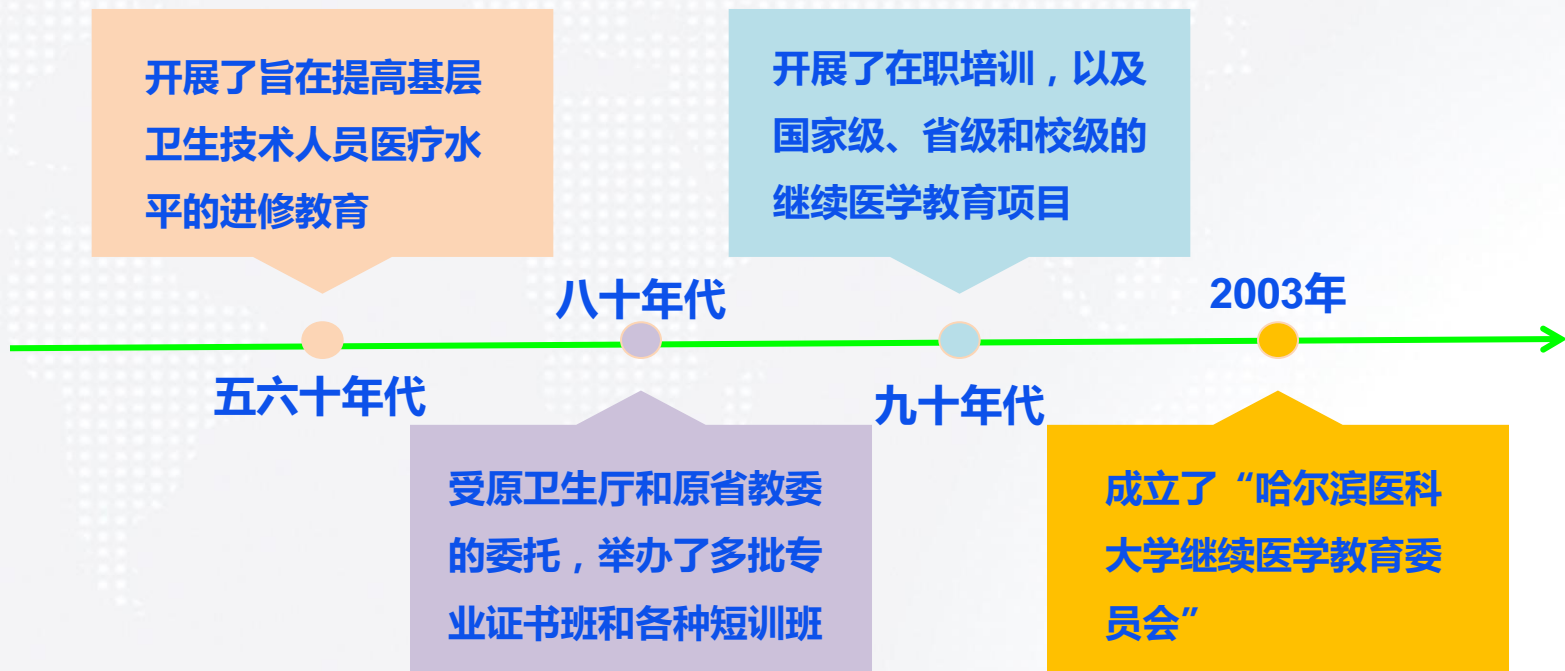 开展了旨在提高基层
卫生技术人员医疗水
平的进修教育
五六十年代
八十年代
受原卫生厅和原省教委
的委托，举办了多批专
业证书班和各种短训班
开展了在职培训，以及
国家级、省级和校级的
继续医学教育项目
九十年代
2003年
成立了“哈尔滨医科
大学继续医学教育委
员会”